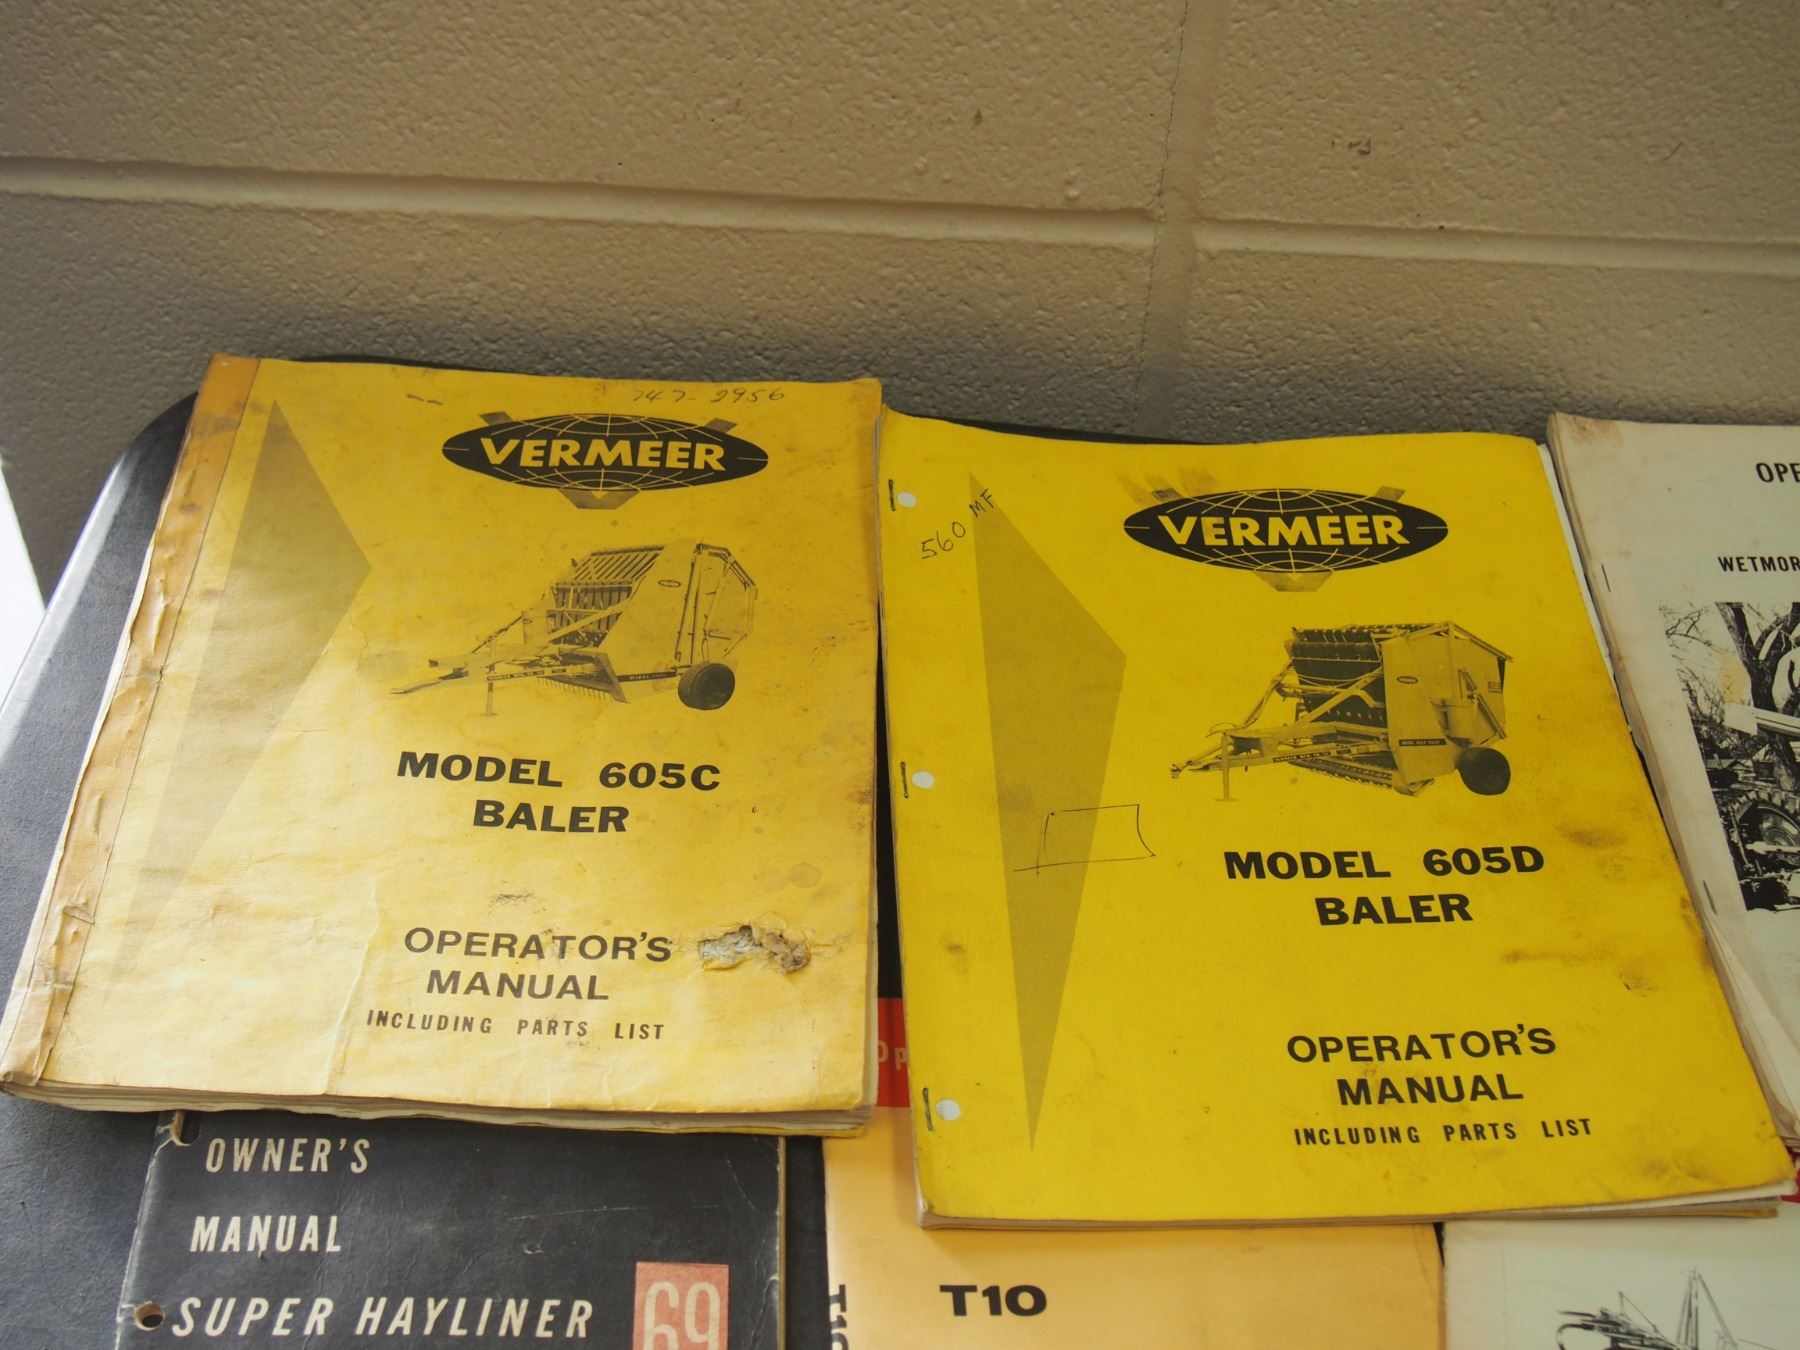 747-2956
VERMEER
MODEL 605C
BALER
OPERATOR'S
MANUAL
INCLUDING PARTS LIST
560 MF
VERMEER
MODEL 605D
BALER
OPERATOR'S
MANUAL
INCLUDING PARTS LIST
OPE
WETMOR
OWNER'S
MANUAL
SUPER HAYLINER
69
Op
T10